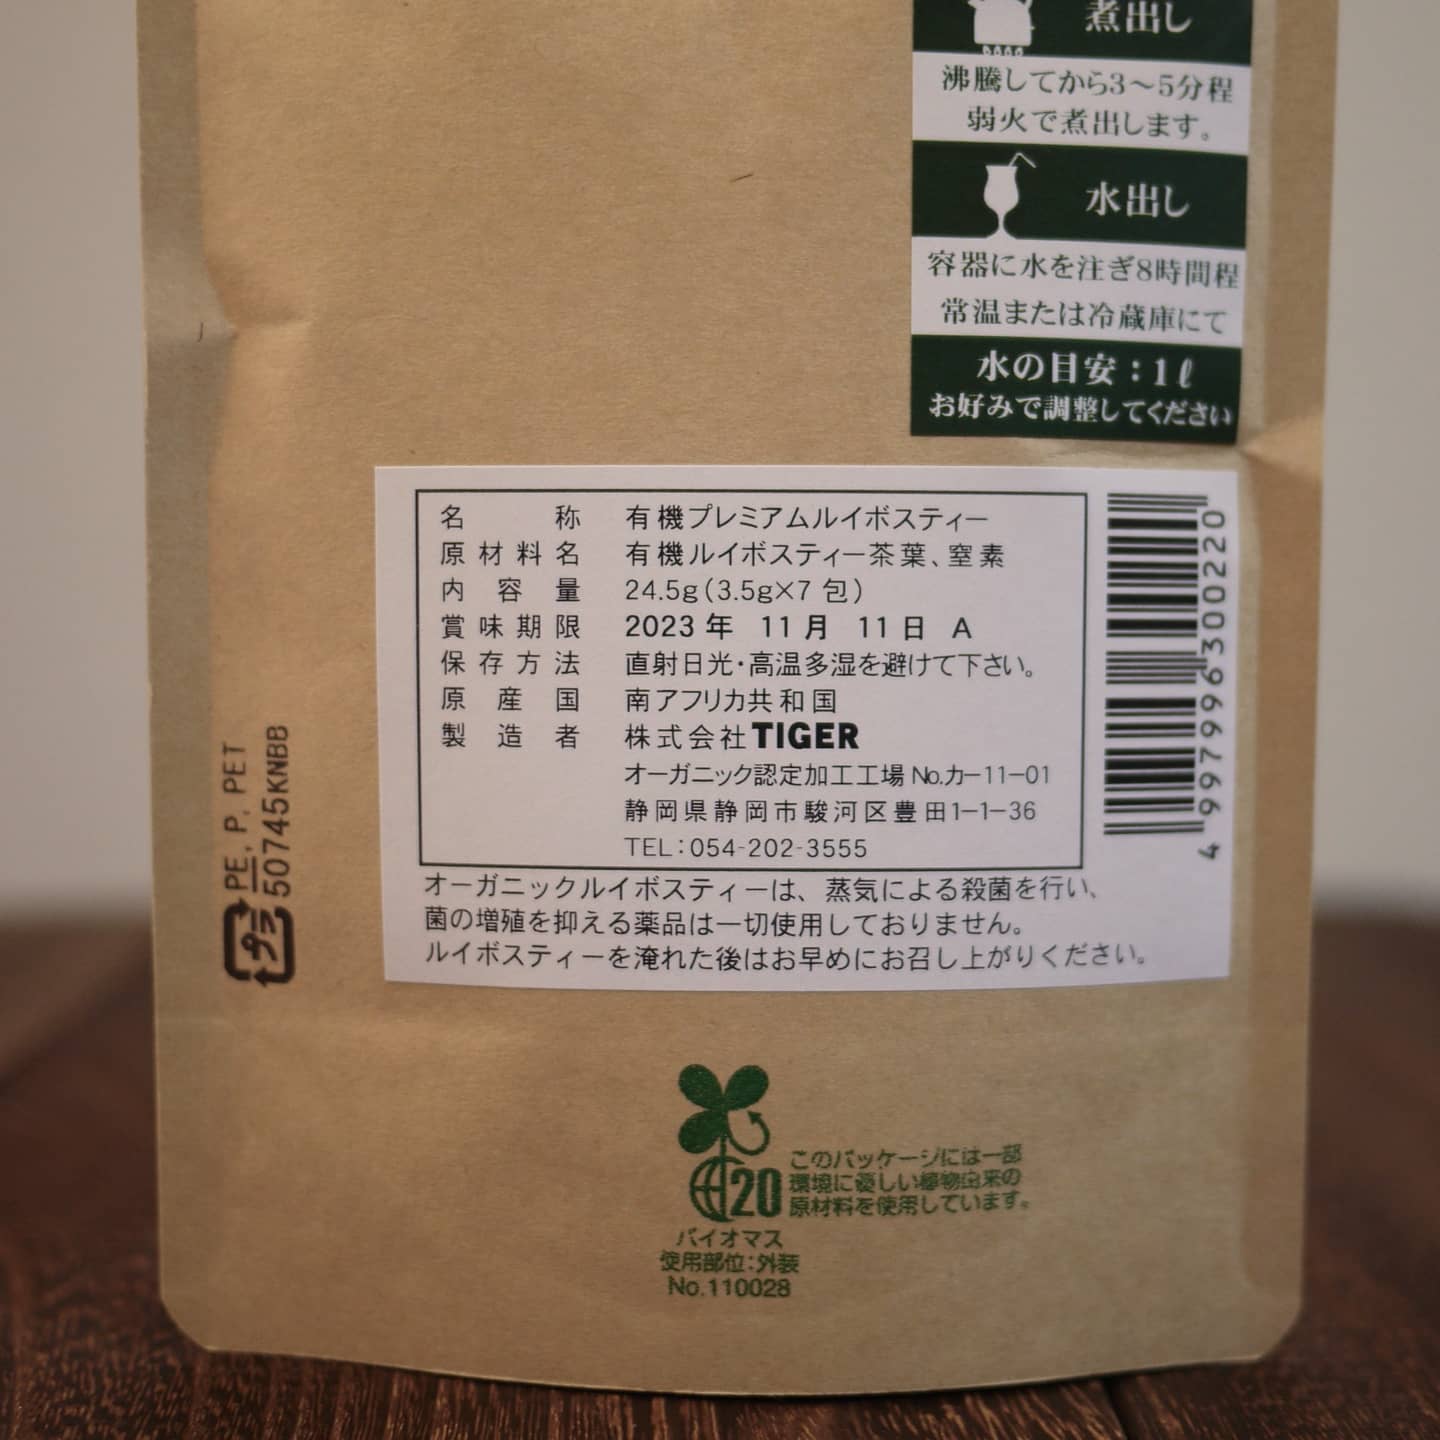 煮出し
沸騰してから3〜5分程
弱火で煮出します。
水出し
容器に水を注ぎ8時間程
常温または冷蔵庫にて
水の目安：1ℓ
お好みで調整してください
名称 有機プレミアムルイボスティー
原材料名 有機ルイボスティー茶葉、窒素
内容量 24.5g(3.5g×7 包)
賞味期限 2023年 11月 11日 A
保存方法 直射日光・高温多湿を避けて下さい。
原産国 南アフリカ共和国
製造者 株式会社TIGER
オーガニック認定加工工場No.カ-11-01
静岡県静岡市駿河区豊田1-1-36
TEL：054-202-3555
オーガニックルイボスティーは、蒸気による殺菌を行い、
菌の増殖を抑える薬品は一切使用しておりません。
ルイボスティーを淹れた後はお早めにお召し上がりください。
4997996300220
プラ
PE, P, PET
50745KNBB
20
このパッケージには一部
環境に優しい植物由来の
原材料を使用しています。
バイオマス
使用部位：外装
No.110028